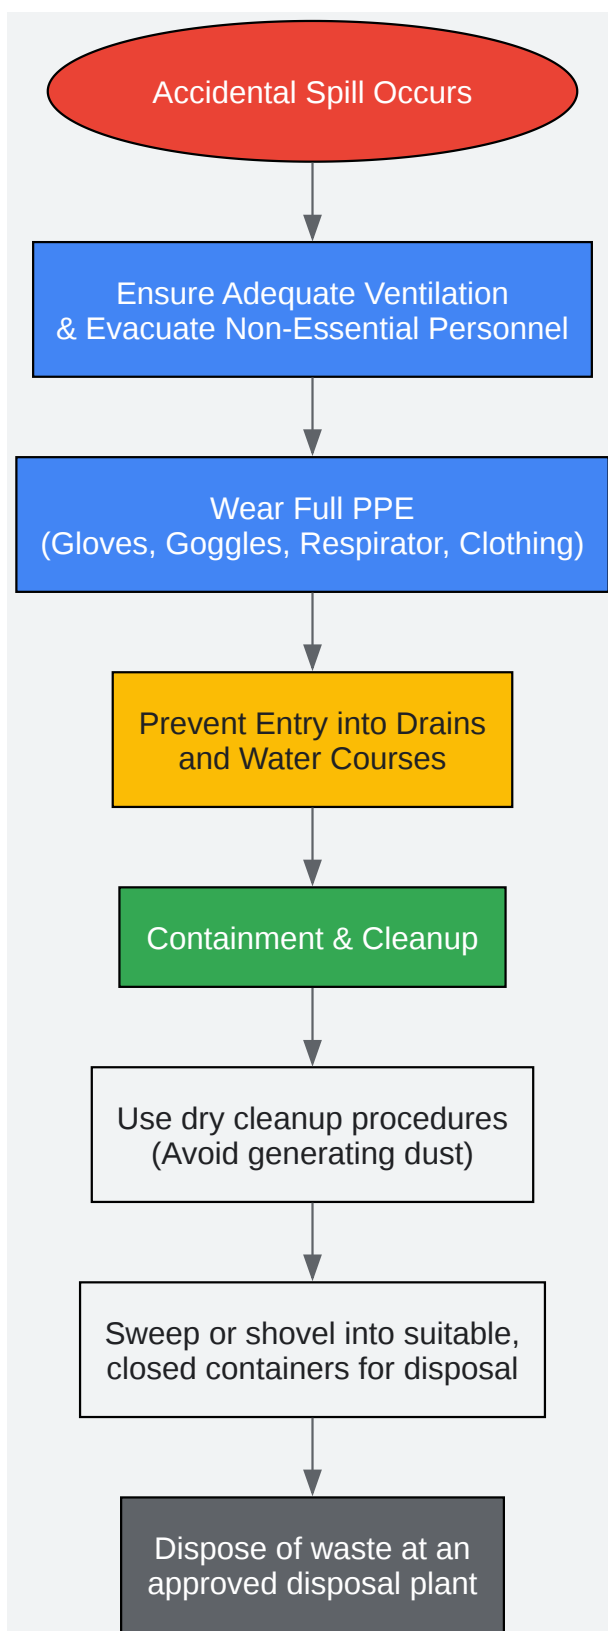 Accidental Spill Occurs
Ensure Adequate Ventilation
& Evacuate Non-Essential Personnel
Wear Full PPE
(Gloves, Goggles, Respirator, Clothing)
Prevent Entry into Drains
and Water Courses
Containment & Cleanup
Use dry cleanup procedures
(Avoid generating dust)
Sweep or shovel into suitable,
closed containers for disposal
Dispose of waste at an
approved disposal plant